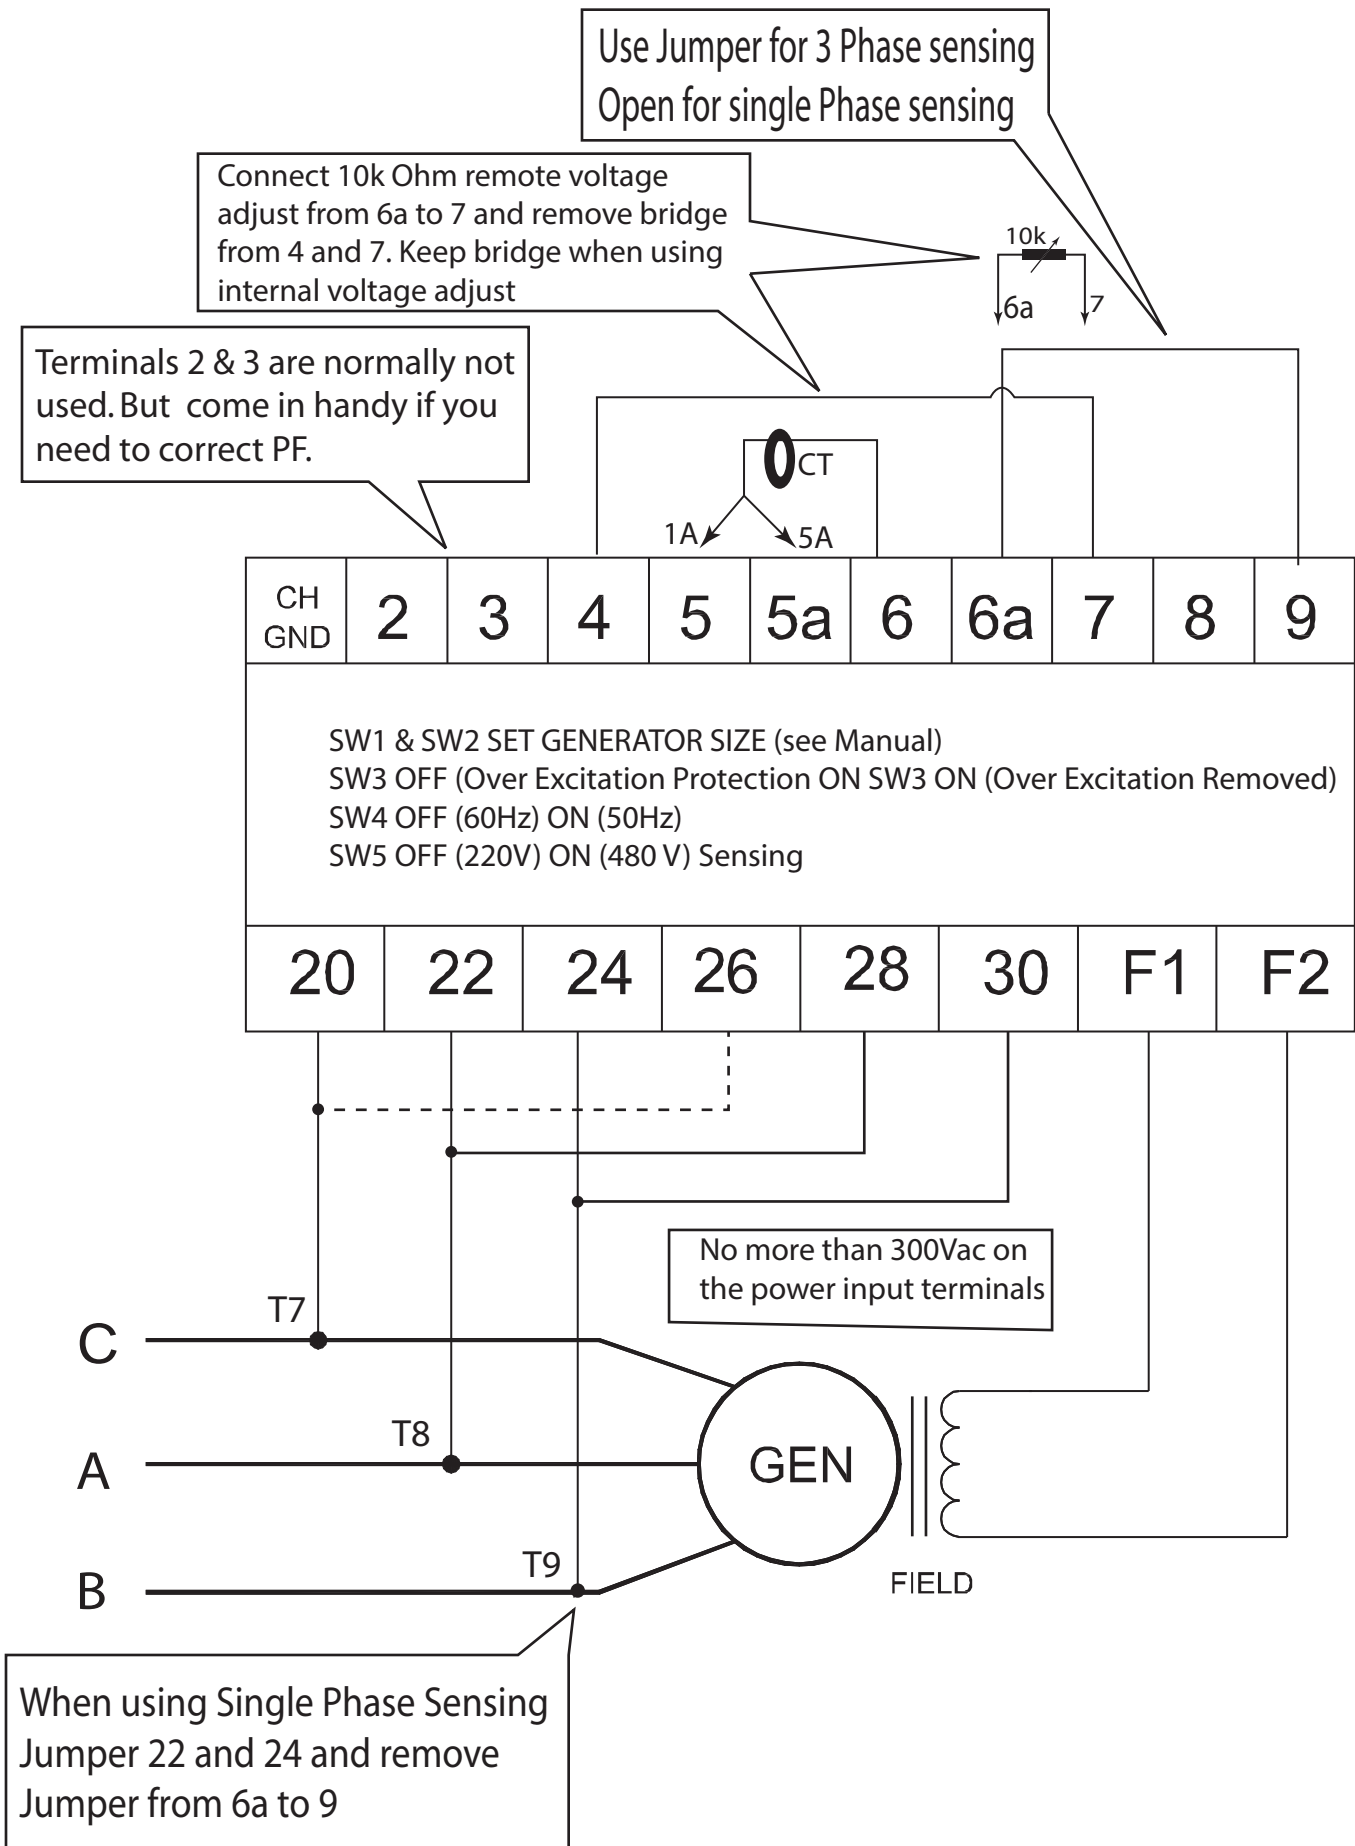 Use Jumper for 3 Phase sensing
Open for single Phase sensing
Connect 10k Ohm remote voltage
adjust from 6a to 7 and remove bridge
from 4 and 7. Keep bridge when using
internal voltage adjust
10k
6a
7
Terminals 2 & 3 are normally not
used. But come in handy if you
need to correct PF.
CT
1A
5A
CH
GND
2
3
4
5
5a
6
6a
7
8
9
SW1 & SW2 SET GENERATOR SIZE (see Manual)
SW3 OFF (Over Excitation Protection ON SW3 ON (Over Excitation Removed)
SW4 OFF (60Hz) ON (50Hz)
SW5 OFF (220V) ON (480 V) Sensing
20
22
24
26
28
30
F1
F2
No more than 300Vac on
the power input terminals
T7
C
T8
A
GEN
T9
B
FIELD
When using Single Phase Sensing
Jumper 22 and 24 and remove
Jumper from 6a to 9